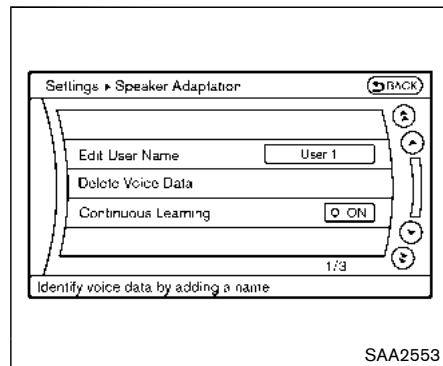 Settings ▸ Speaker Adaptation BACK
Edit User Name User 1
Delete Voice Data
Continuous Learning ON
1/3
Identify voice data by adding a name
SAA2553